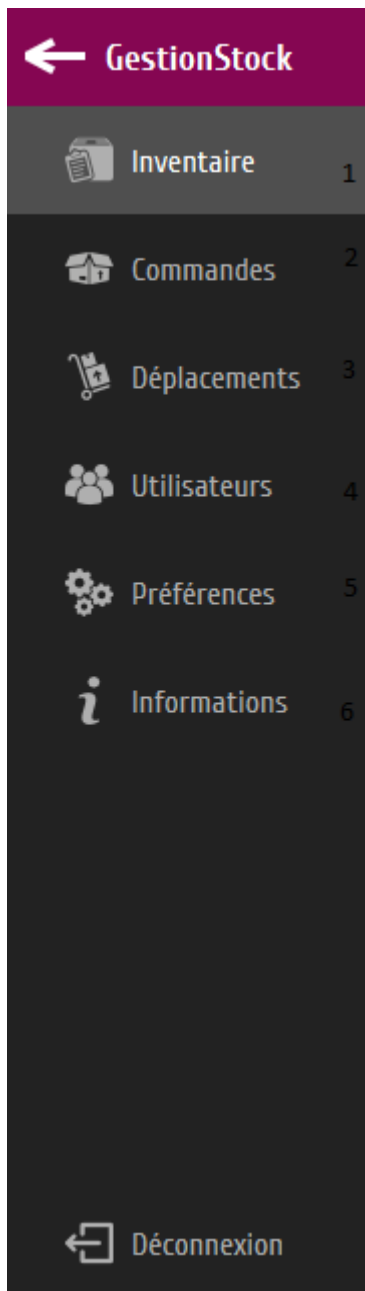 GestionStock
Inventaire 1
Commandes 2
Déplacements 3
Utilisateurs 4
Préférences 5
Informations 6
Déconnexion